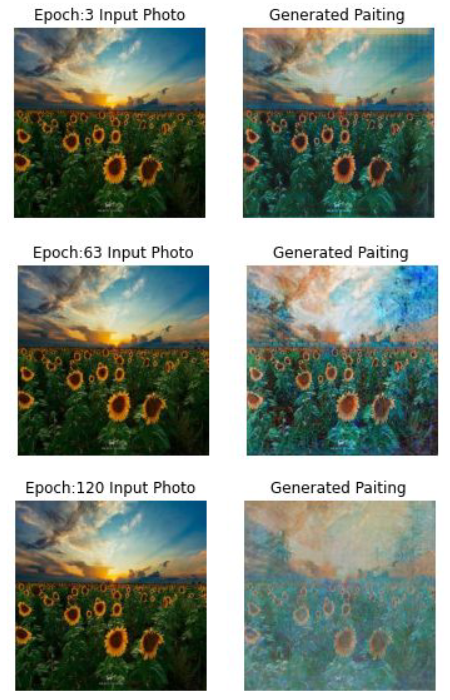 Epoch:3 Input Photo
Generated Paiting
Epoch:63 Input Photo
Generated Paiting
Epoch:120 Input Photo
Generated Paiting